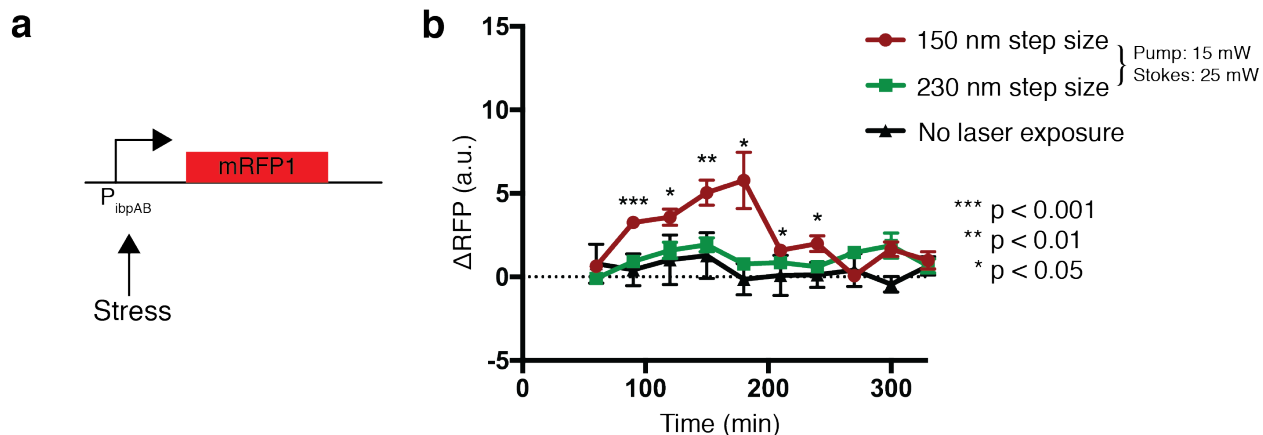 a
mRFP1
PibpAB
Stress
b
15
10
5
0
-5
ΔRFP (a.u.)
0
100
200
300
Time (min)
***
*
**
*
*
*
150 nm step size
230 nm step size
} Pump: 15 mW
Stokes: 25 mW
No laser exposure
*** p < 0.001
** p < 0.01
* p < 0.05